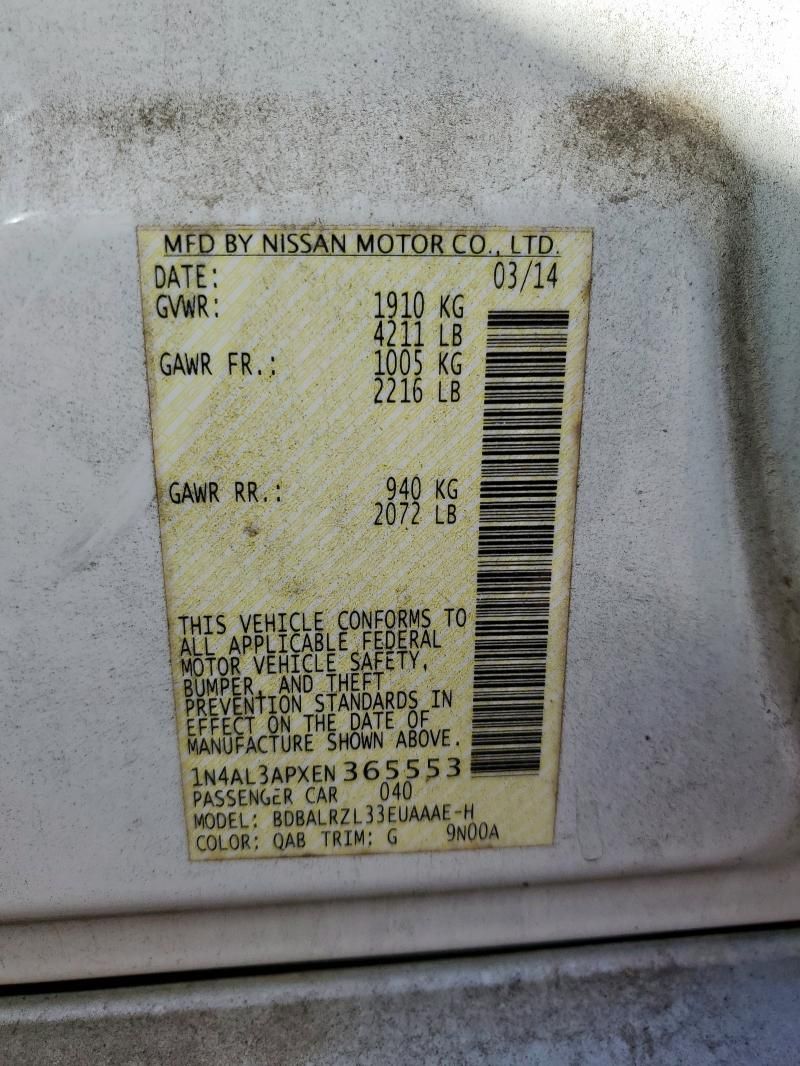 MFD BY NISSAN MOTOR CO., LTD.
DATE: 03/14
GVWR: 1910 KG
4211 LB
GAWR FR.: 1005 KG
2216 LB
GAWR RR.: 940 KG
2072 LB
THIS VEHICLE CONFORMS TO
ALL APPLICABLE FEDERAL
MOTOR VEHICLE SAFETY,
BUMPER, AND THEFT
PREVENTION STANDARDS IN
EFFECT ON THE DATE OF
MANUFACTURE SHOWN ABOVE.
1N4AL3APXEN 365553
PASSENGER CAR 040
MODEL: BDBALRZL33EUAAAE-H
COLOR: QAB TRIM: G 9N00A